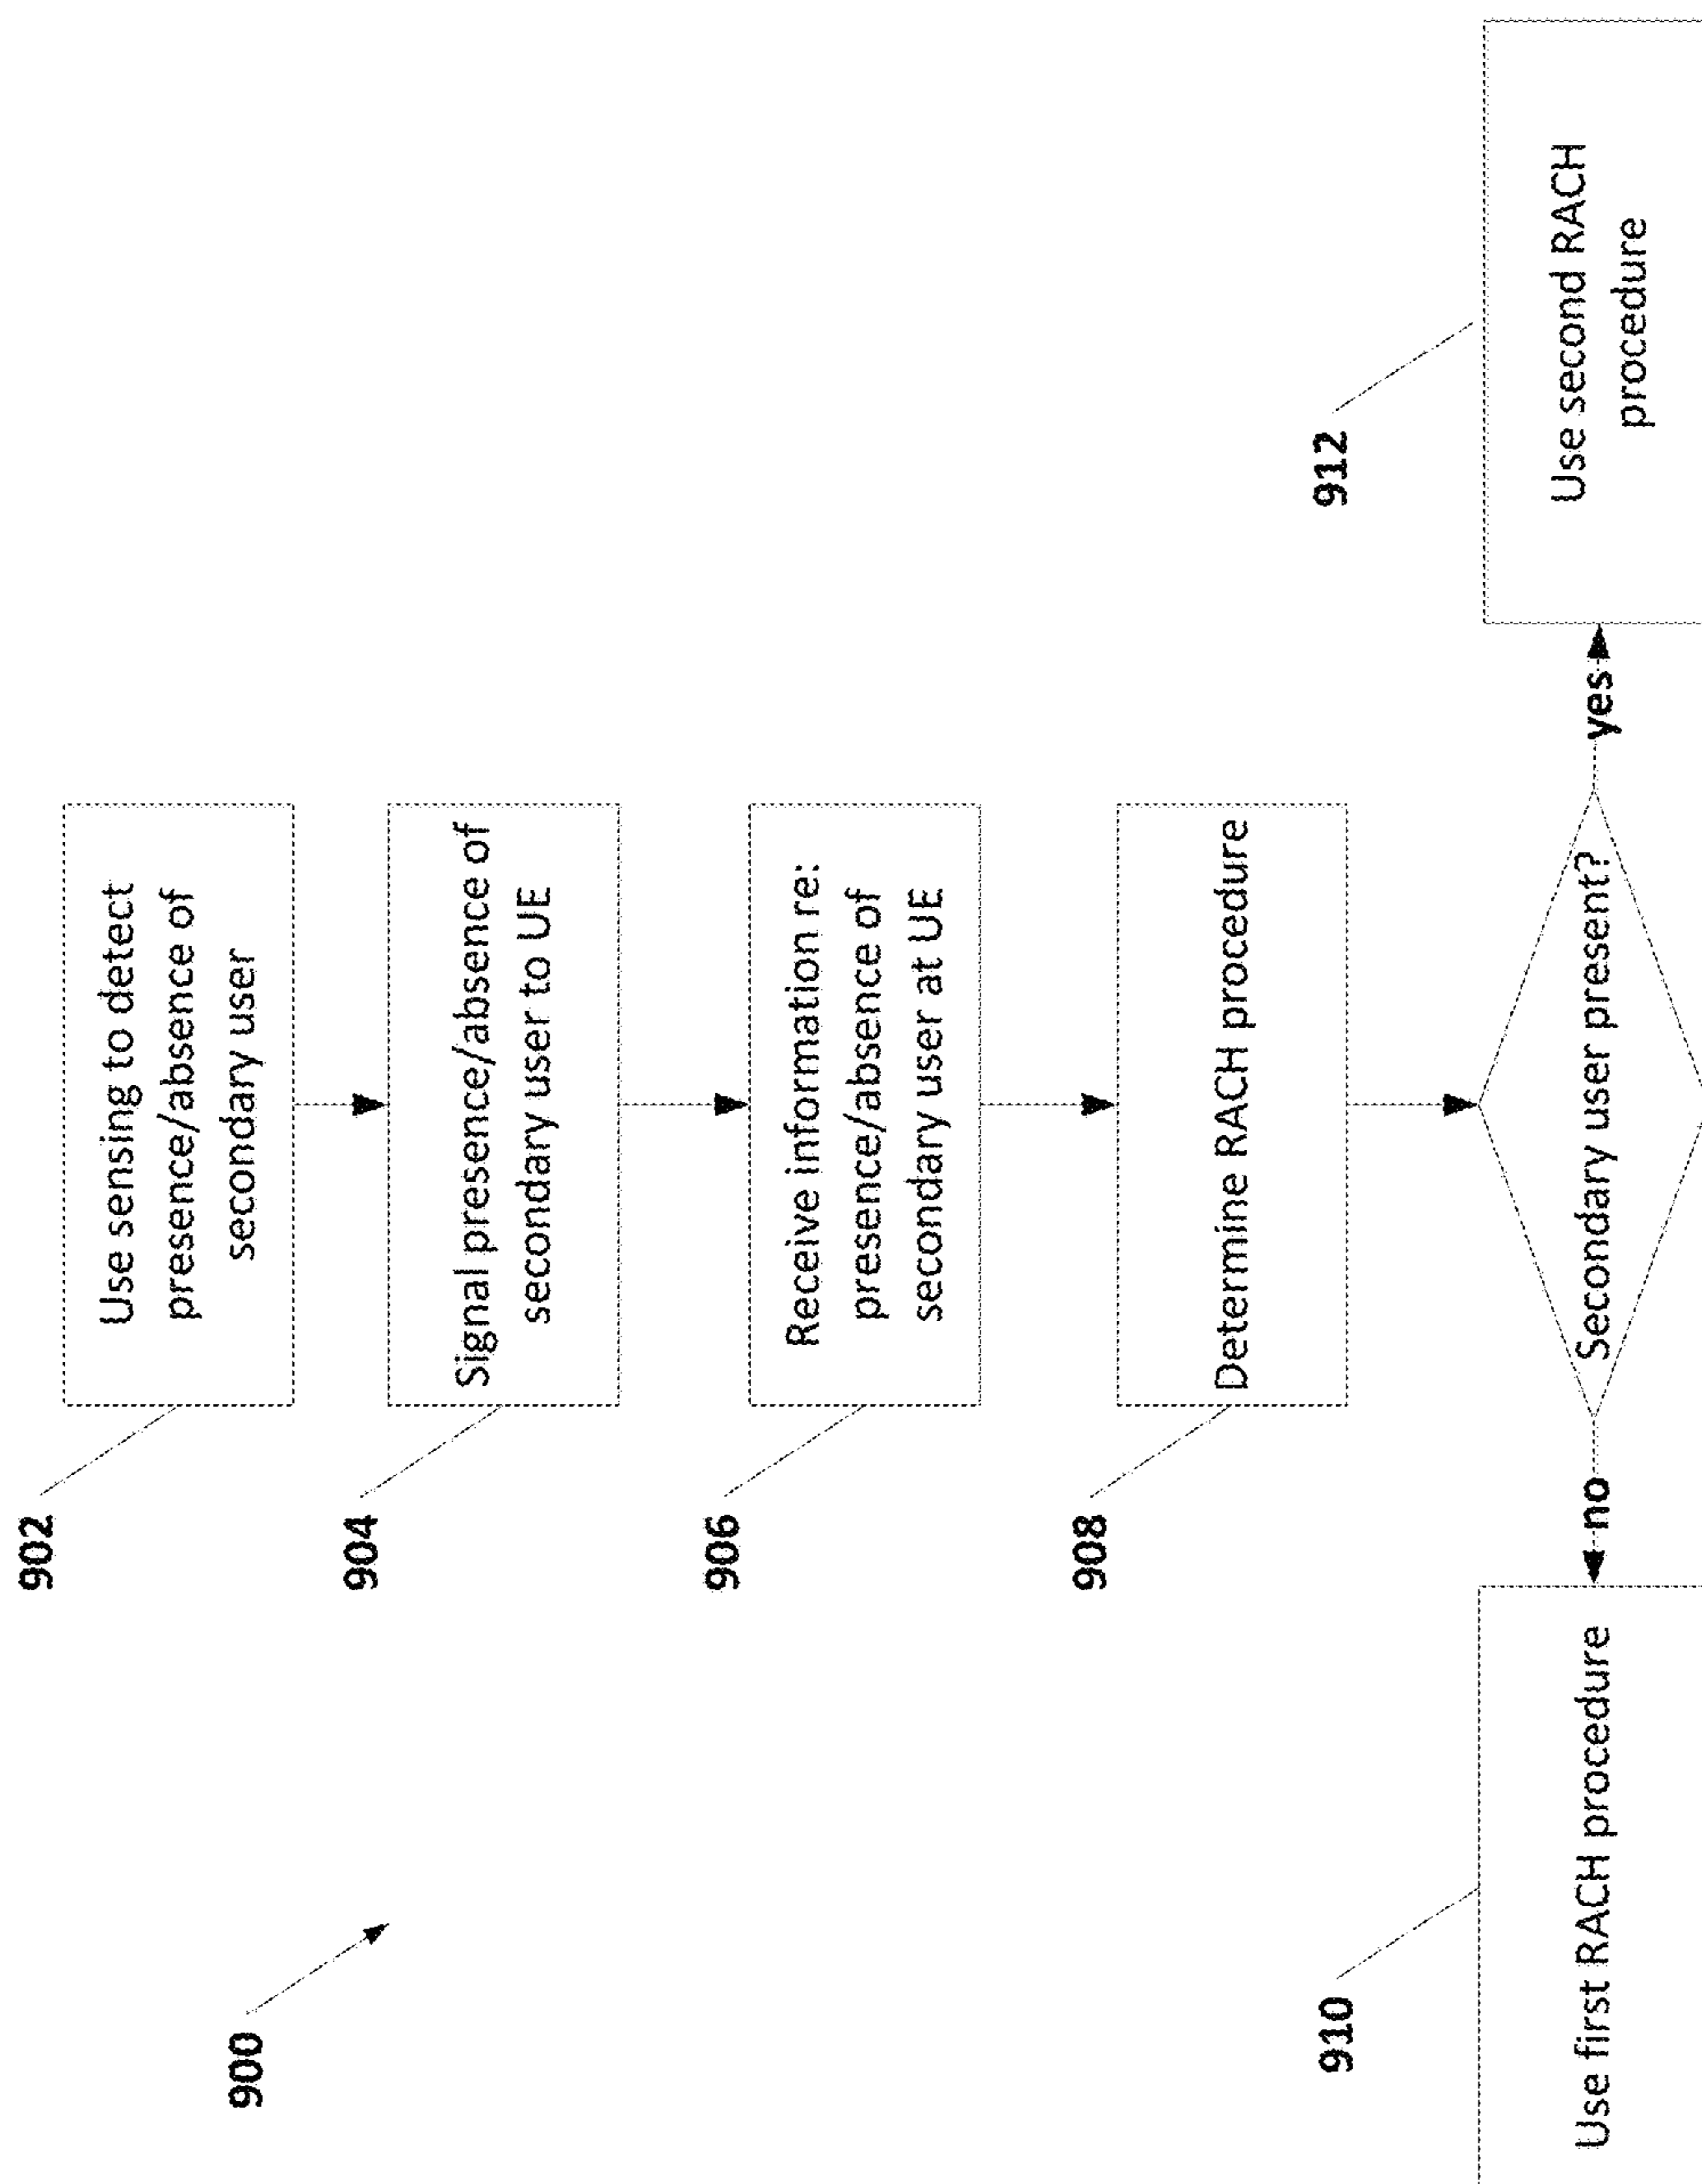 900
902
Use sensing to detect
presence/absence of
secondary user
904
Signal presence/absence of
secondary user to UE
906
Receive information re:
presence/absence of
secondary user at UE
908
Determine RACH procedure
Secondary user present?
no
yes
910
Use first RACH procedure
912
Use second RACH
procedure